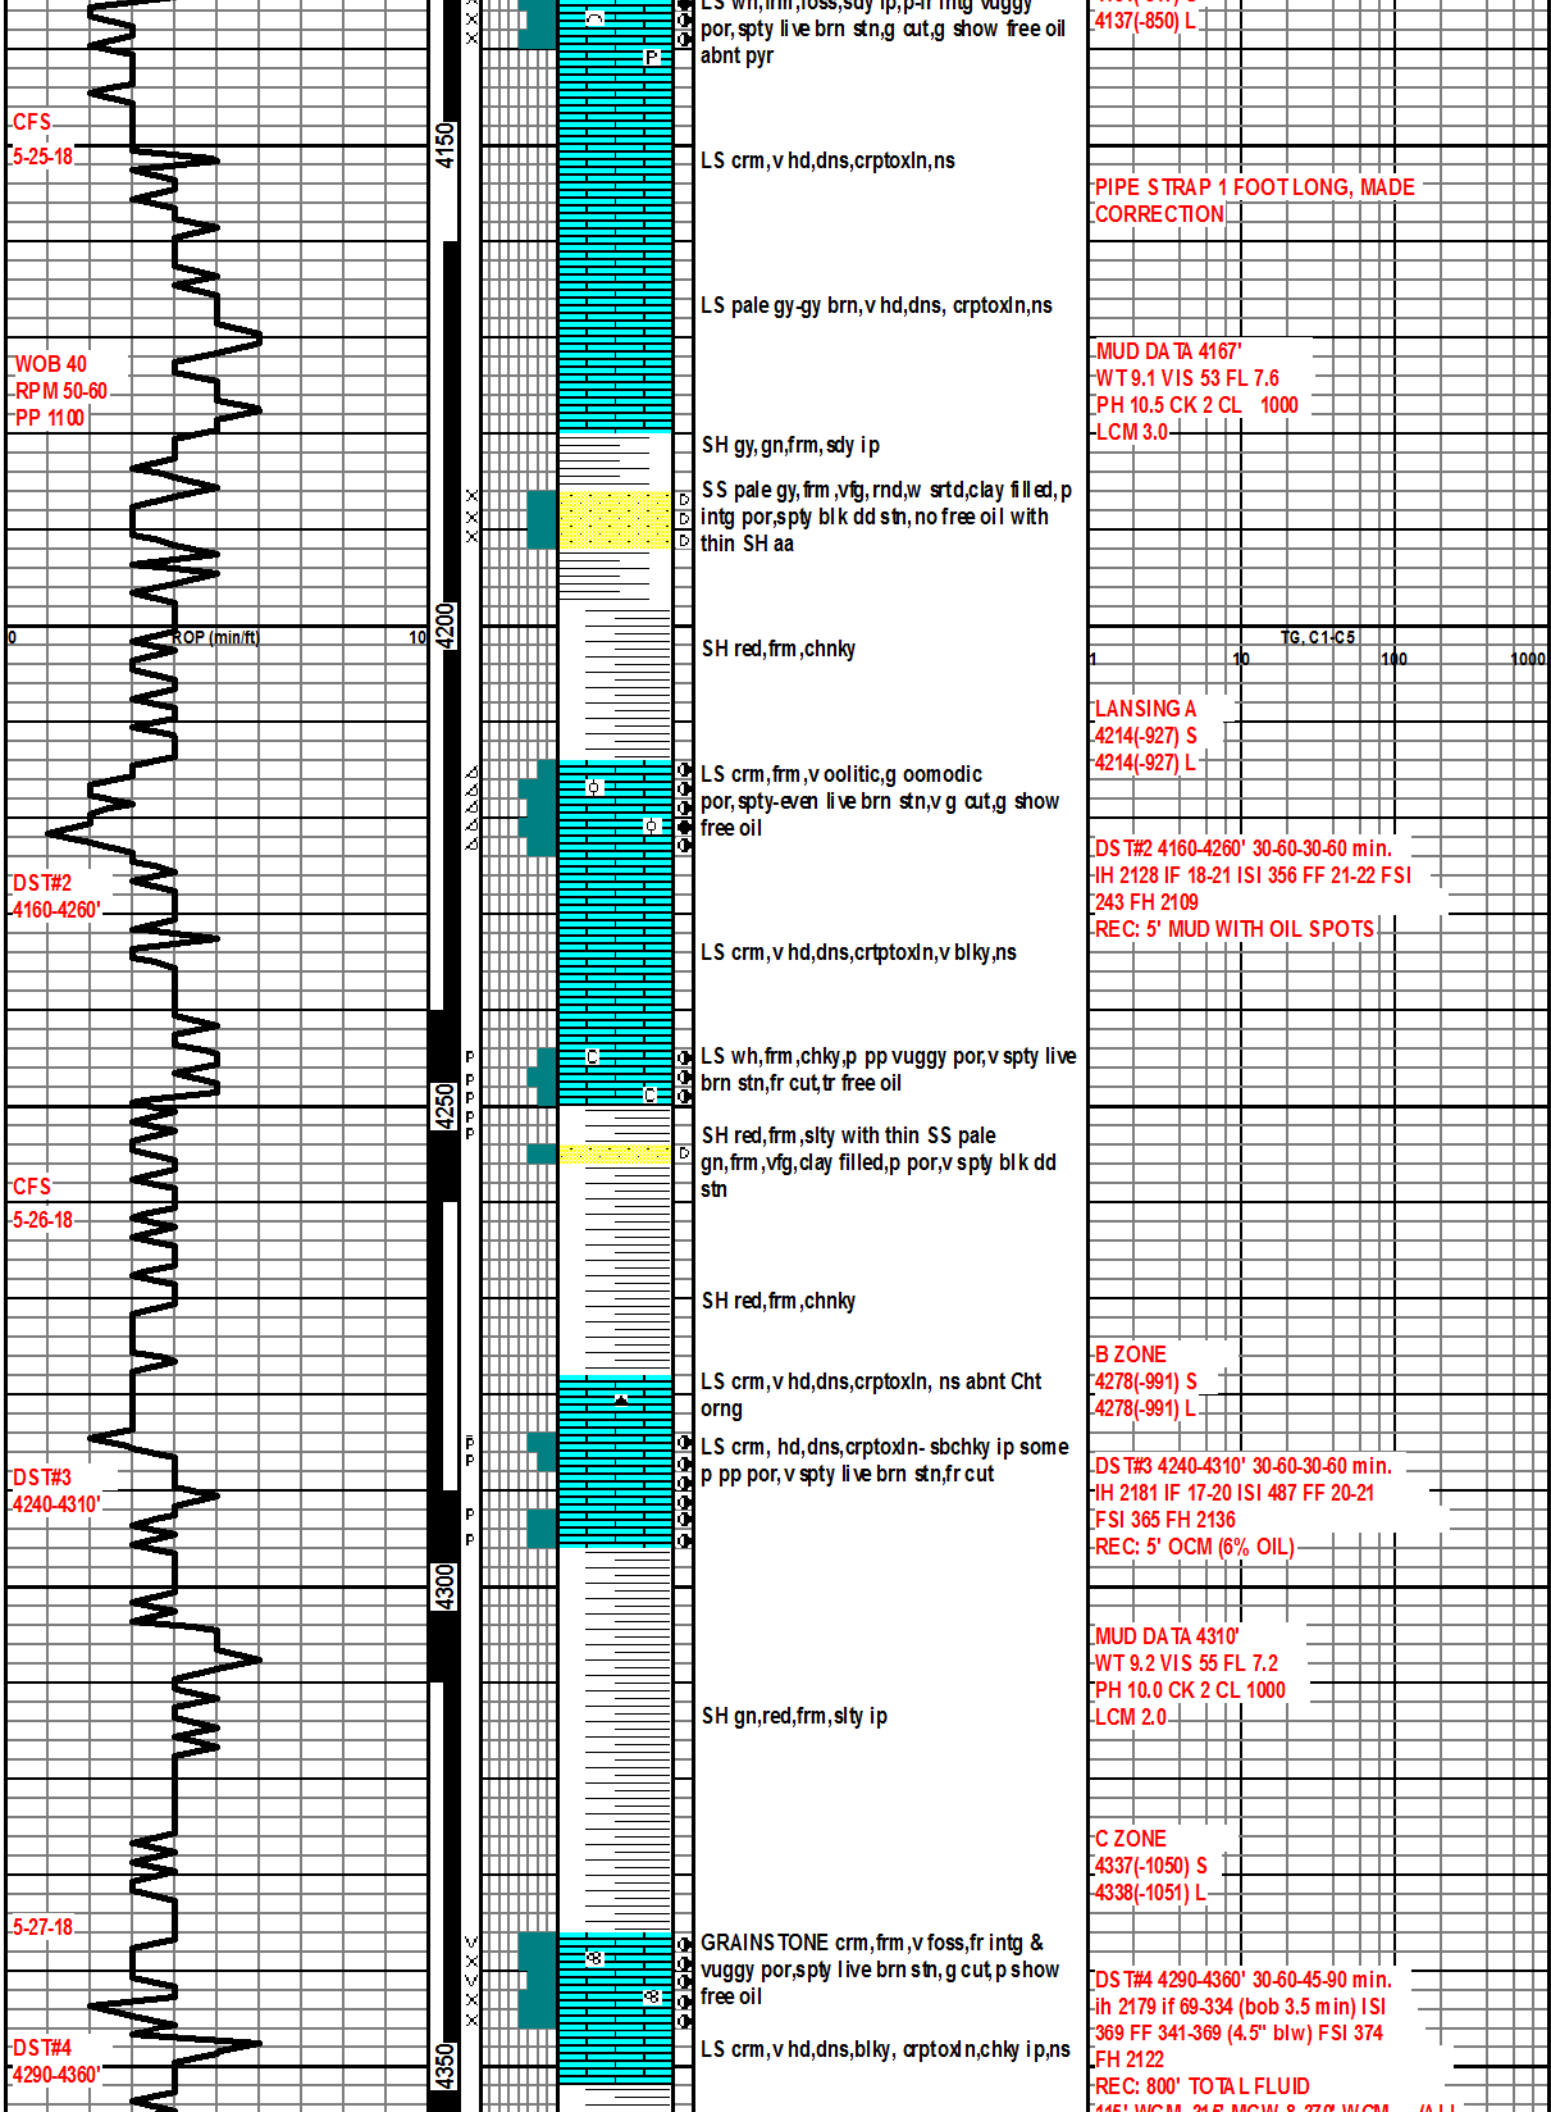 LS wh,frm,foss,sdy ip,p-fr intg vuggy
por,spty live brn stn,g cut,g show free oil
abnt pyr
4137(-850) L
P
CFS
5-25-18
4150
LS crm,v hd,dns,crptoxln,ns
PIPE STRAP 1 FOOT LONG, MADE
CORRECTION
LS pale gy-gy brn,v hd,dns, crptoxln,ns
WOB 40
RPM 50-60
PP 1100
MUD DATA 4167'
WT 9.1 VIS 53 FL 7.6
PH 10.5 CK 2 CL 1000
LCM 3.0
SH gy,gn,frm,sdy ip
SS pale gy,frm,vfg,rnd,w srtd,clay filled,p
intg por,spty blk dd stn,no free oil with
thin SH aa
X
X
X
D
D
D
4200
0 ROP (min/ft) 10
TG, C1-C5
1 10 100 1000
SH red,frm,chnky
LANSING A
4214(-927) S
4214(-927) L
LS crm,frm,v oolitic,g oomodic
por,spty-even live brn stn,v g cut,g show
free oil
DST#2
4160-4260'
DST#2 4160-4260' 30-60-30-60 min.
IH 2128 IF 18-21 ISI 356 FF 21-22 FSI
243 FH 2109
REC: 5' MUD WITH OIL SPOTS
LS crm,v hd,dns,crtptoxln,v blky,ns
LS wh,frm,chky,p pp vuggy por,v spty live
brn stn,fr cut,tr free oil
P
P
P
P
P
C
C
4250
SH red,frm,slty with thin SS pale
gn,frm,vfg,clay filled,p por,v spty blk dd
stn
D
CFS
5-26-18
SH red,frm,chnky
B ZONE
4278(-991) S
4278(-991) L
LS crm,v hd,dns,crptoxln, ns abnt Cht
orng
LS crm, hd,dns,crptoxln- sbchky ip some
p pp por,v spty live brn stn,fr cut
P
P
P
P
DST#3
4240-4310'
DST#3 4240-4310' 30-60-30-60 min.
IH 2181 IF 17-20 ISI 487 FF 20-21
FSI 365 FH 2136
REC: 5' OCM (6% OIL)
4300
MUD DATA 4310'
WT 9.2 VIS 55 FL 7.2
PH 10.0 CK 2 CL 1000
LCM 2.0
SH gn,red,frm,slty ip
C ZONE
4337(-1050) S
4338(-1051) L
5-27-18
GRAINSTONE crm,frm,v foss,fr intg &
vuggy por,spty live brn stn,g cut,p show
free oil
V
X
V
X
X
DST#4
4290-4360'
4350
LS crm,v hd,dns,blky, crptoxln,chky ip,ns
DST#4 4290-4360' 30-60-45-90 min.
ih 2179 if 69-334 (bob 3.5 min) ISI
369 FF 341-369 (4.5" blw) FSI 374
FH 2122
REC: 800' TOTAL FLUID
115' WCM, 315' MCW & 370' WCM (ALL